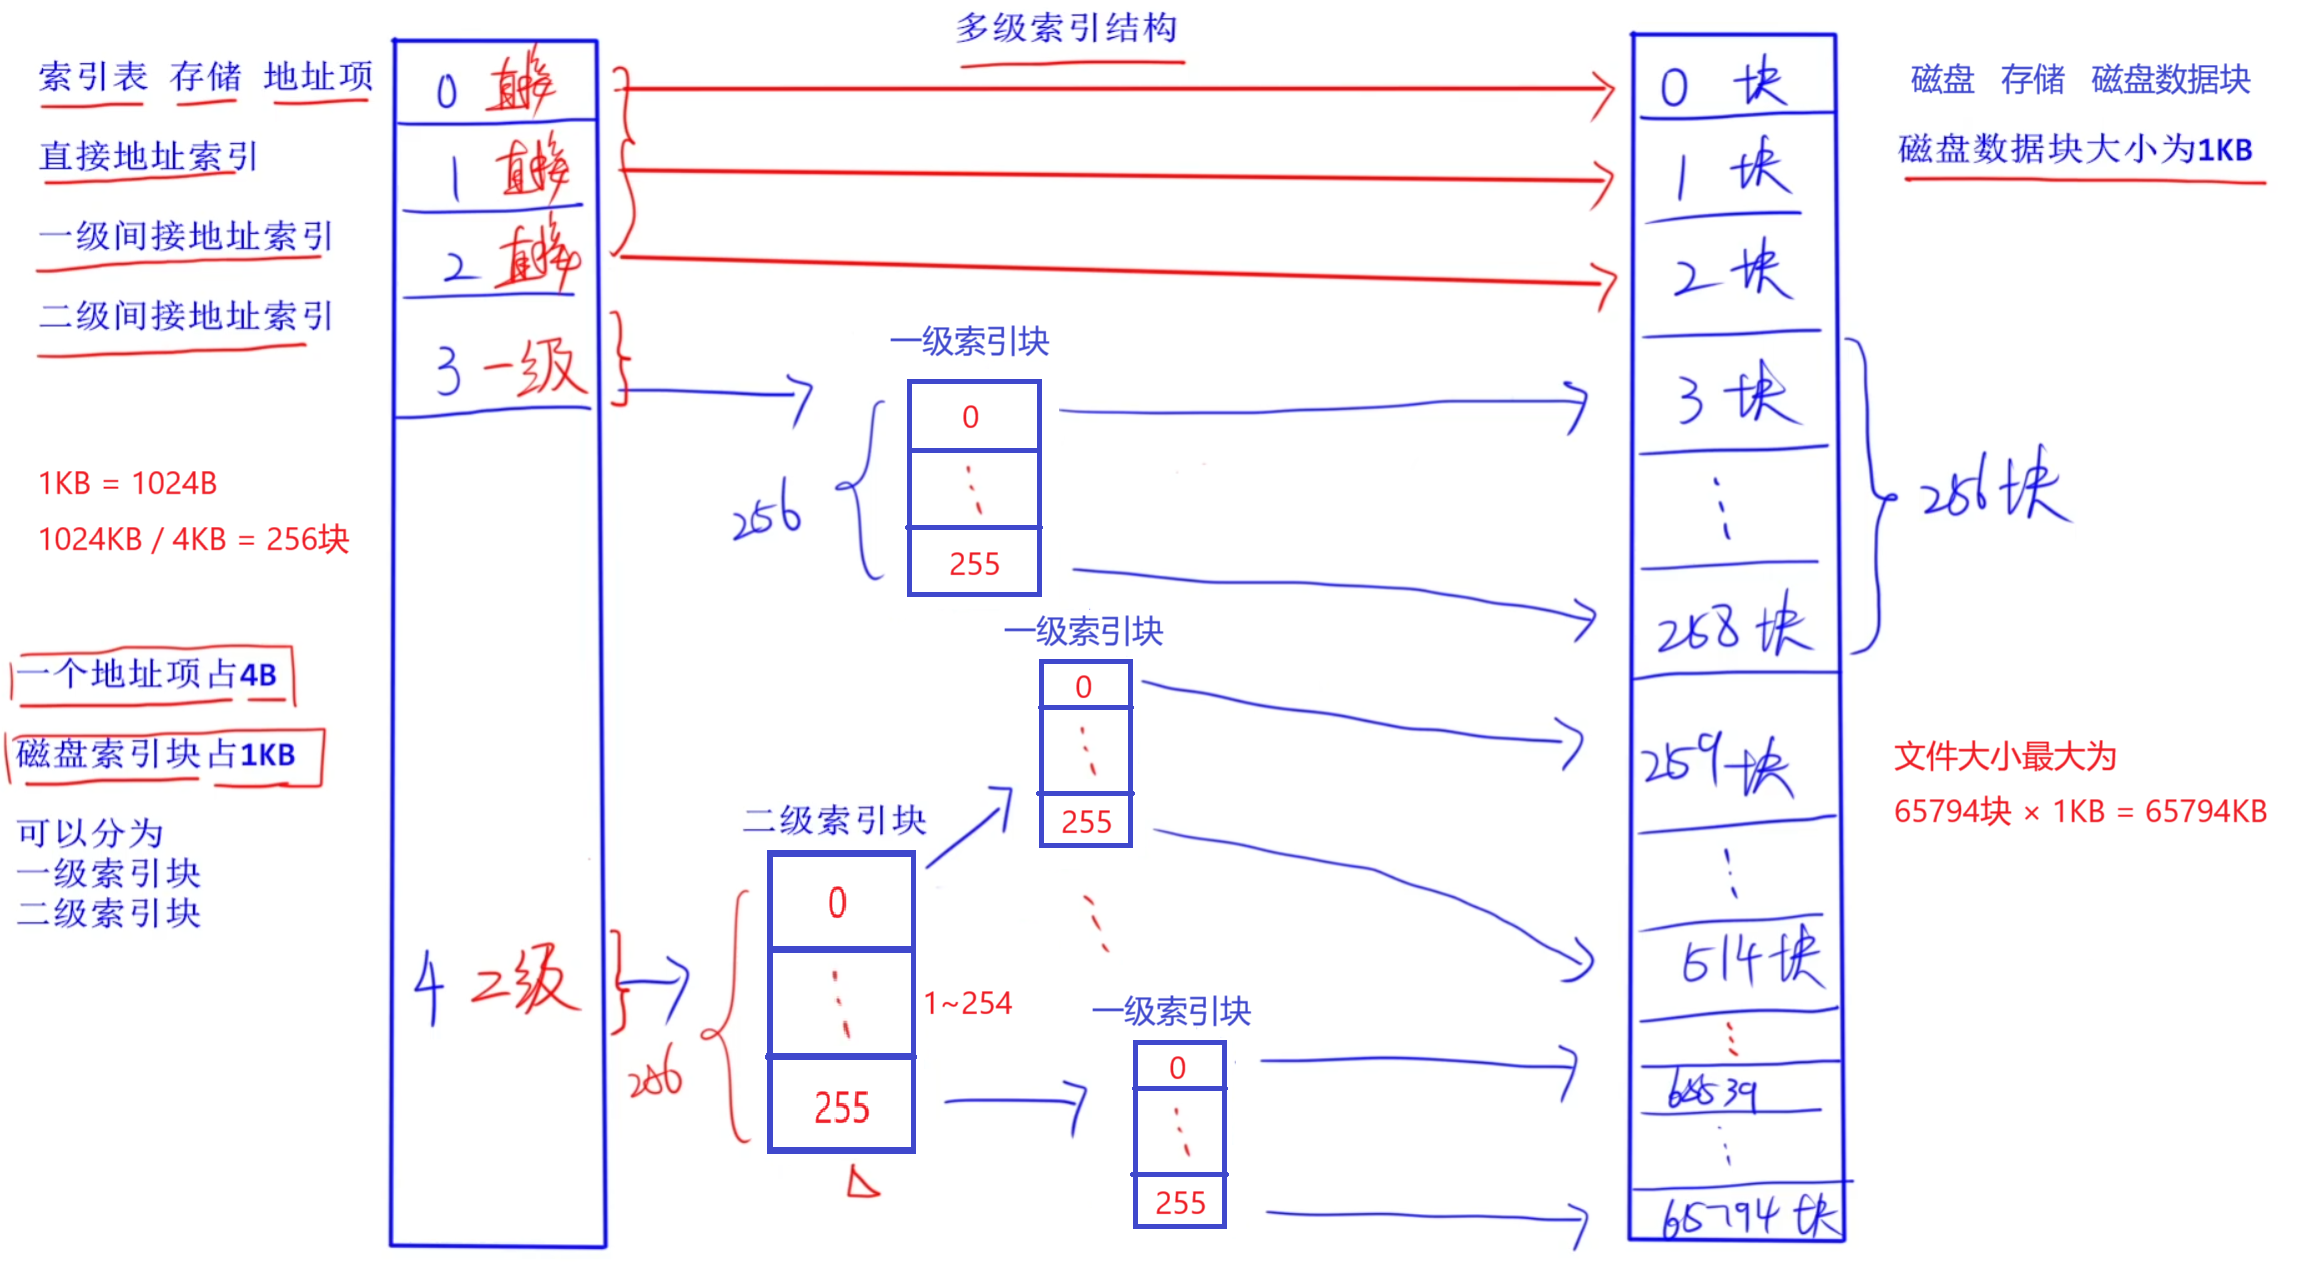 多级索引结构
索引表 存储 地址项
直接地址索引
一级间接地址索引
二级间接地址索引
1KB = 1024B
1024KB / 4KB = 256块
一个地址项占4B
磁盘索引块占1KB
可以分为
一级索引块
二级索引块
0 直接
1 直接
2 直接
3 一级
4 二级
一级索引块
256
0
255
二级索引块
256
0
1~254
255
一级索引块
0
255
一级索引块
0
255
0 块
1 块
2 块
3 块
258 块
259 块
514 块
65539
65794 块
磁盘 存储 磁盘数据块
磁盘数据块大小为1KB
256块
文件大小最大为
65794块 × 1KB = 65794KB